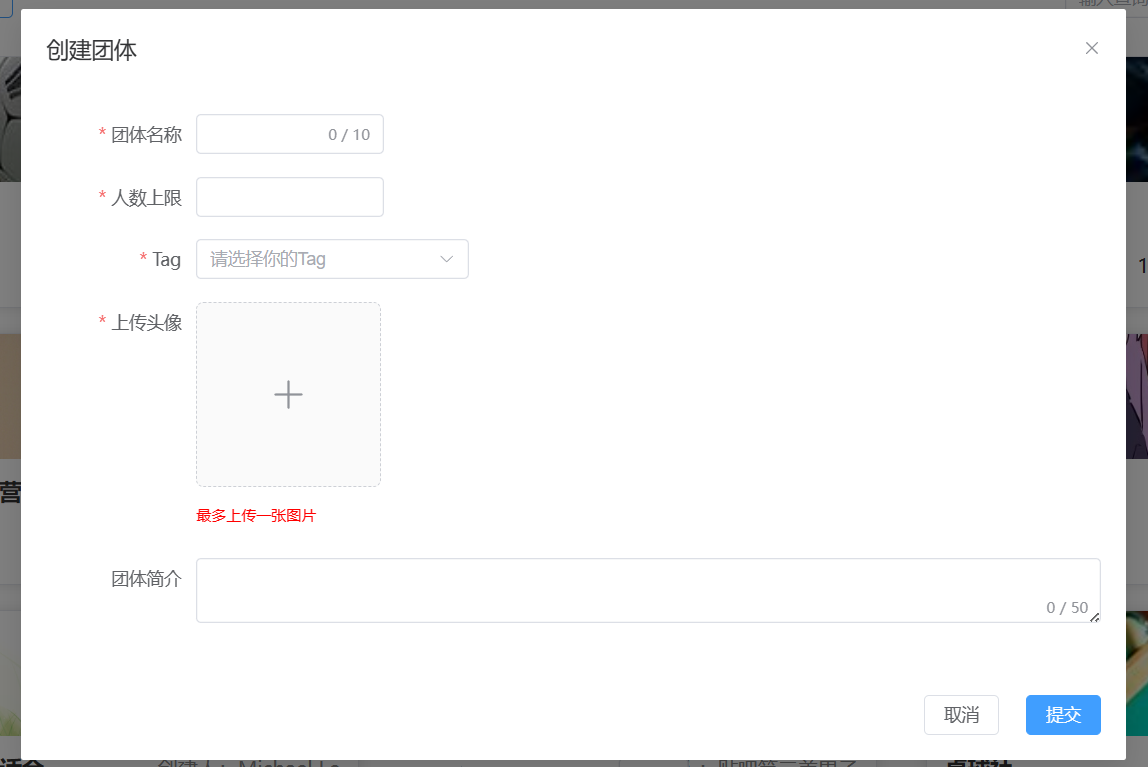 创建团体
* 团体名称
0 / 10
* 人数上限
* Tag
请选择你的Tag
* 上传头像
最多上传一张图片
团体简介
0 / 50
取消
提交